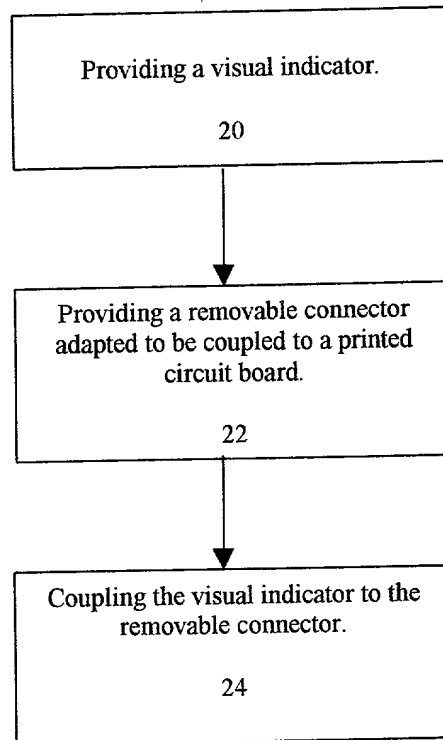 Providing a visual indicator.
20
Providing a removable connector
adapted to be coupled to a printed
circuit board.
22
Coupling the visual indicator to the
removable connector.
24